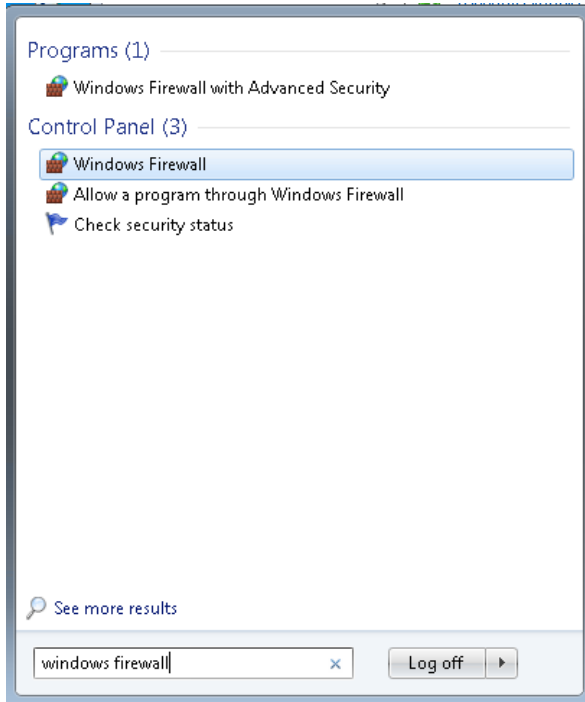 Programs (1)
Windows Firewall with Advanced Security
Control Panel (3)
Windows Firewall
Allow a program through Windows Firewall
Check security status
See more results
windows firewall
Log off